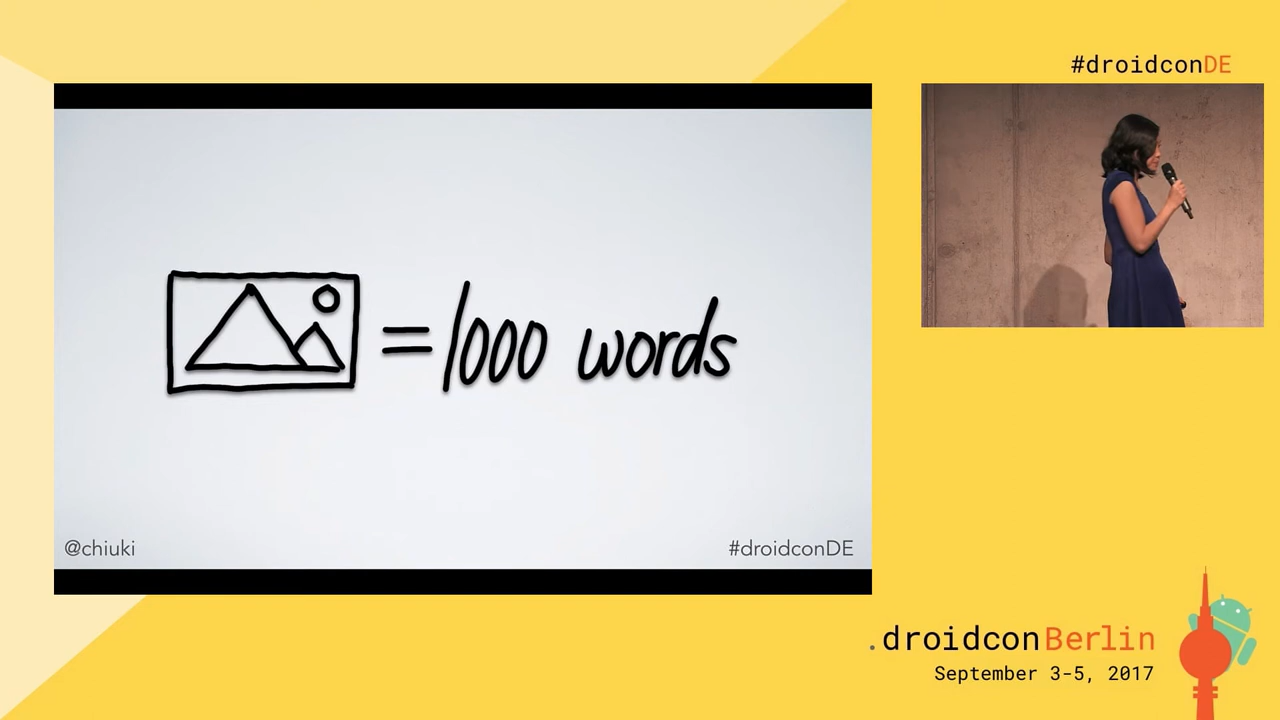 #droidconDE
= 1000 words
@chiuki
#droidconDE
.droidconBerlin
September 3-5, 2017